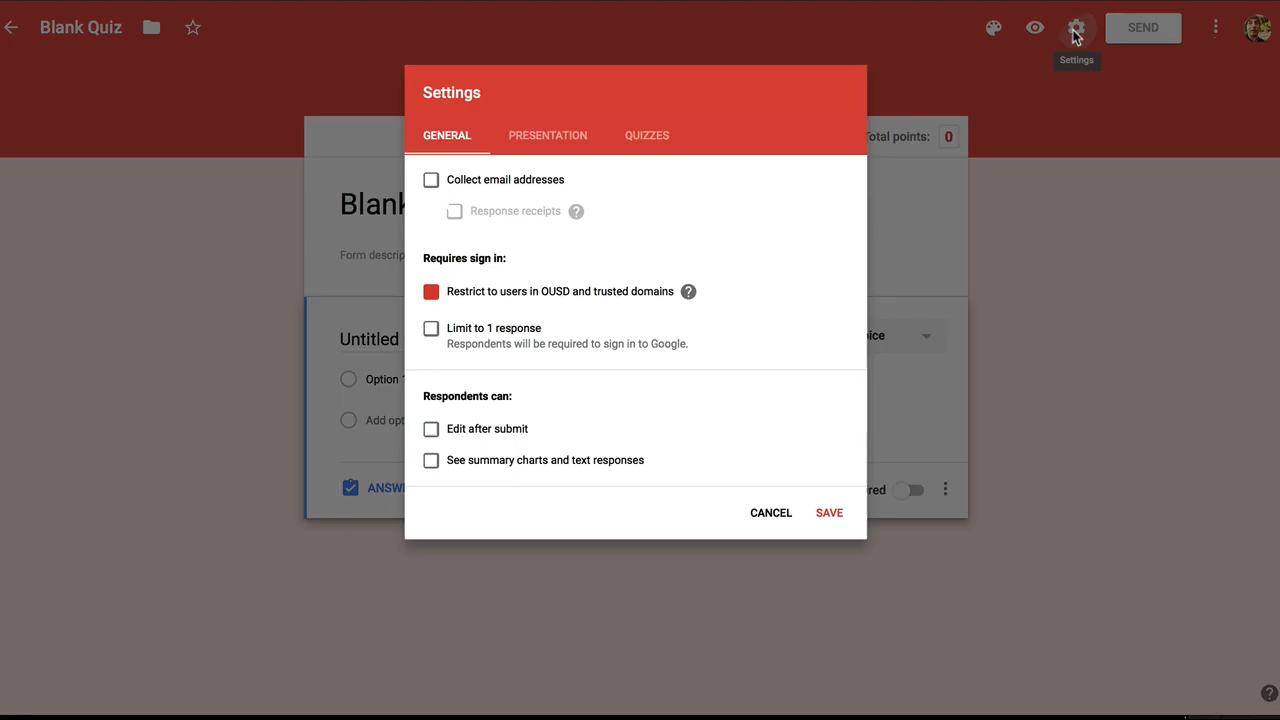 Blank Quiz
SEND
Settings
Settings
GENERAL PRESENTATION QUIZZES
Total points: 0
Collect email addresses
Blank
Response receipts ?
Form descrip
Requires sign in:
Restrict to users in OUSD and trusted domains ?
Untitled
Limit to 1 response
oice
Respondents will be required to sign in to Google.
Option 1
Respondents can:
Add opt
Edit after submit
See summary charts and text responses
ANSW
red
CANCEL SAVE
?